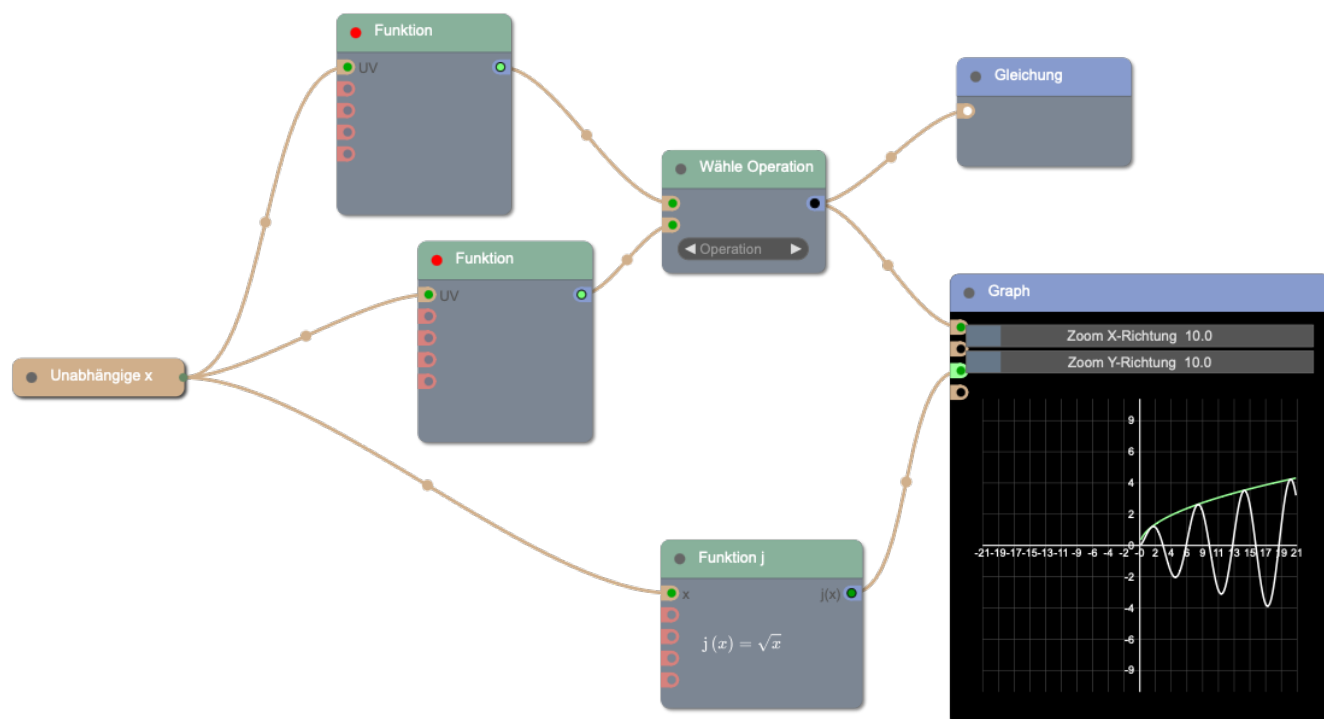 Funktion
UV
Gleichung
Wähle Operation
Operation
Funktion
UV
Graph
Zoom X-Richtung 10.0
Zoom Y-Richtung 10.0
Unabhängige x
9
6
4
2
0
-21 -19 -17 -15 -13 -11 -9 -6 -4 -2 -0 2 4 6 9 11 13 15 17 19 21
-2
-4
-6
-9
Funktion j
x j(x)
j (x) = √x